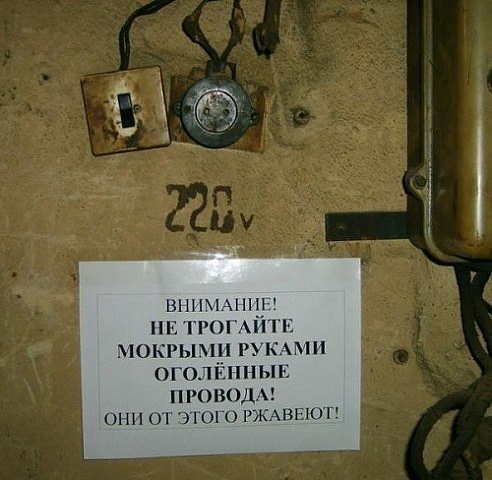 220v
ВНИМАНИЕ!
НЕ ТРОГАЙТЕ
МОКРЫМИ РУКАМИ
ОГОЛЁННЫЕ
ПРОВОДА!
ОНИ ОТ ЭТОГО РЖАВЕЮТ!